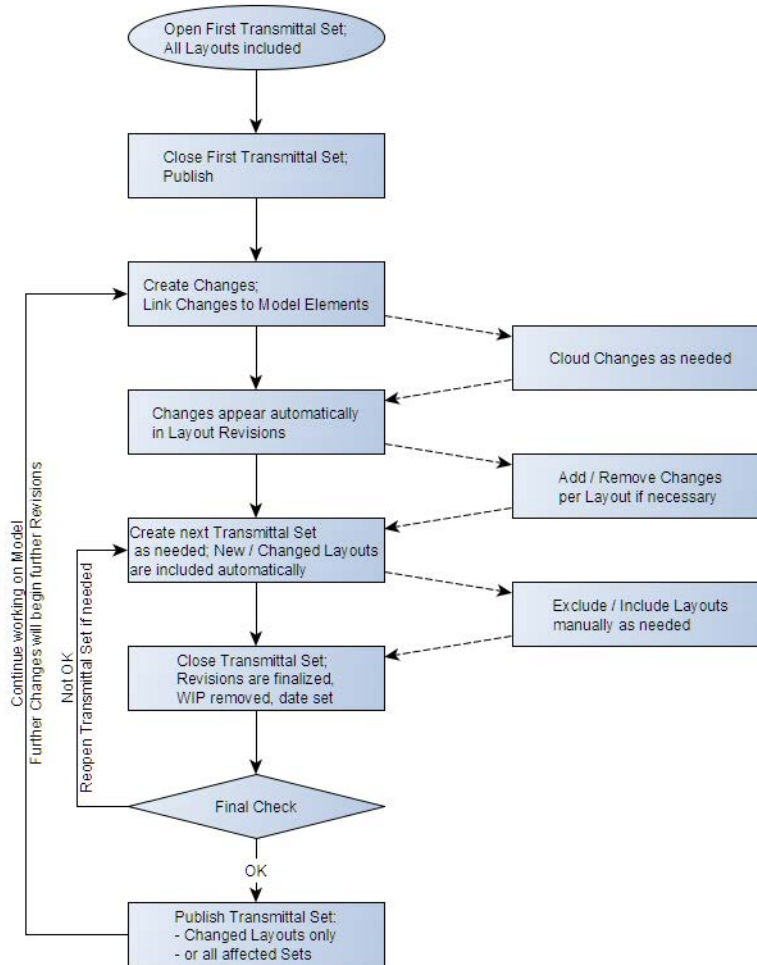 Open First Transmittal Set;
All Layouts included
Close First Transmittal Set;
Publish
Create Changes;
Link Changes to Model Elements
Cloud Changes as needed
Changes appear automatically
in Layout Revisions
Add / Remove Changes
per Layout if necessary
Create next Transmittal Set
as needed; New / Changed Layouts
are included automatically
Exclude / Include Layouts
manually as needed
Close Transmittal Set;
Revisions are finalized,
WIP removed, date set
Continue working on Model
Further Changes will begin further Revisions
Not OK
Reopen Transmittal Set if needed
Final Check
OK
Publish Transmittal Set:
- Changed Layouts only
- or all affected Sets